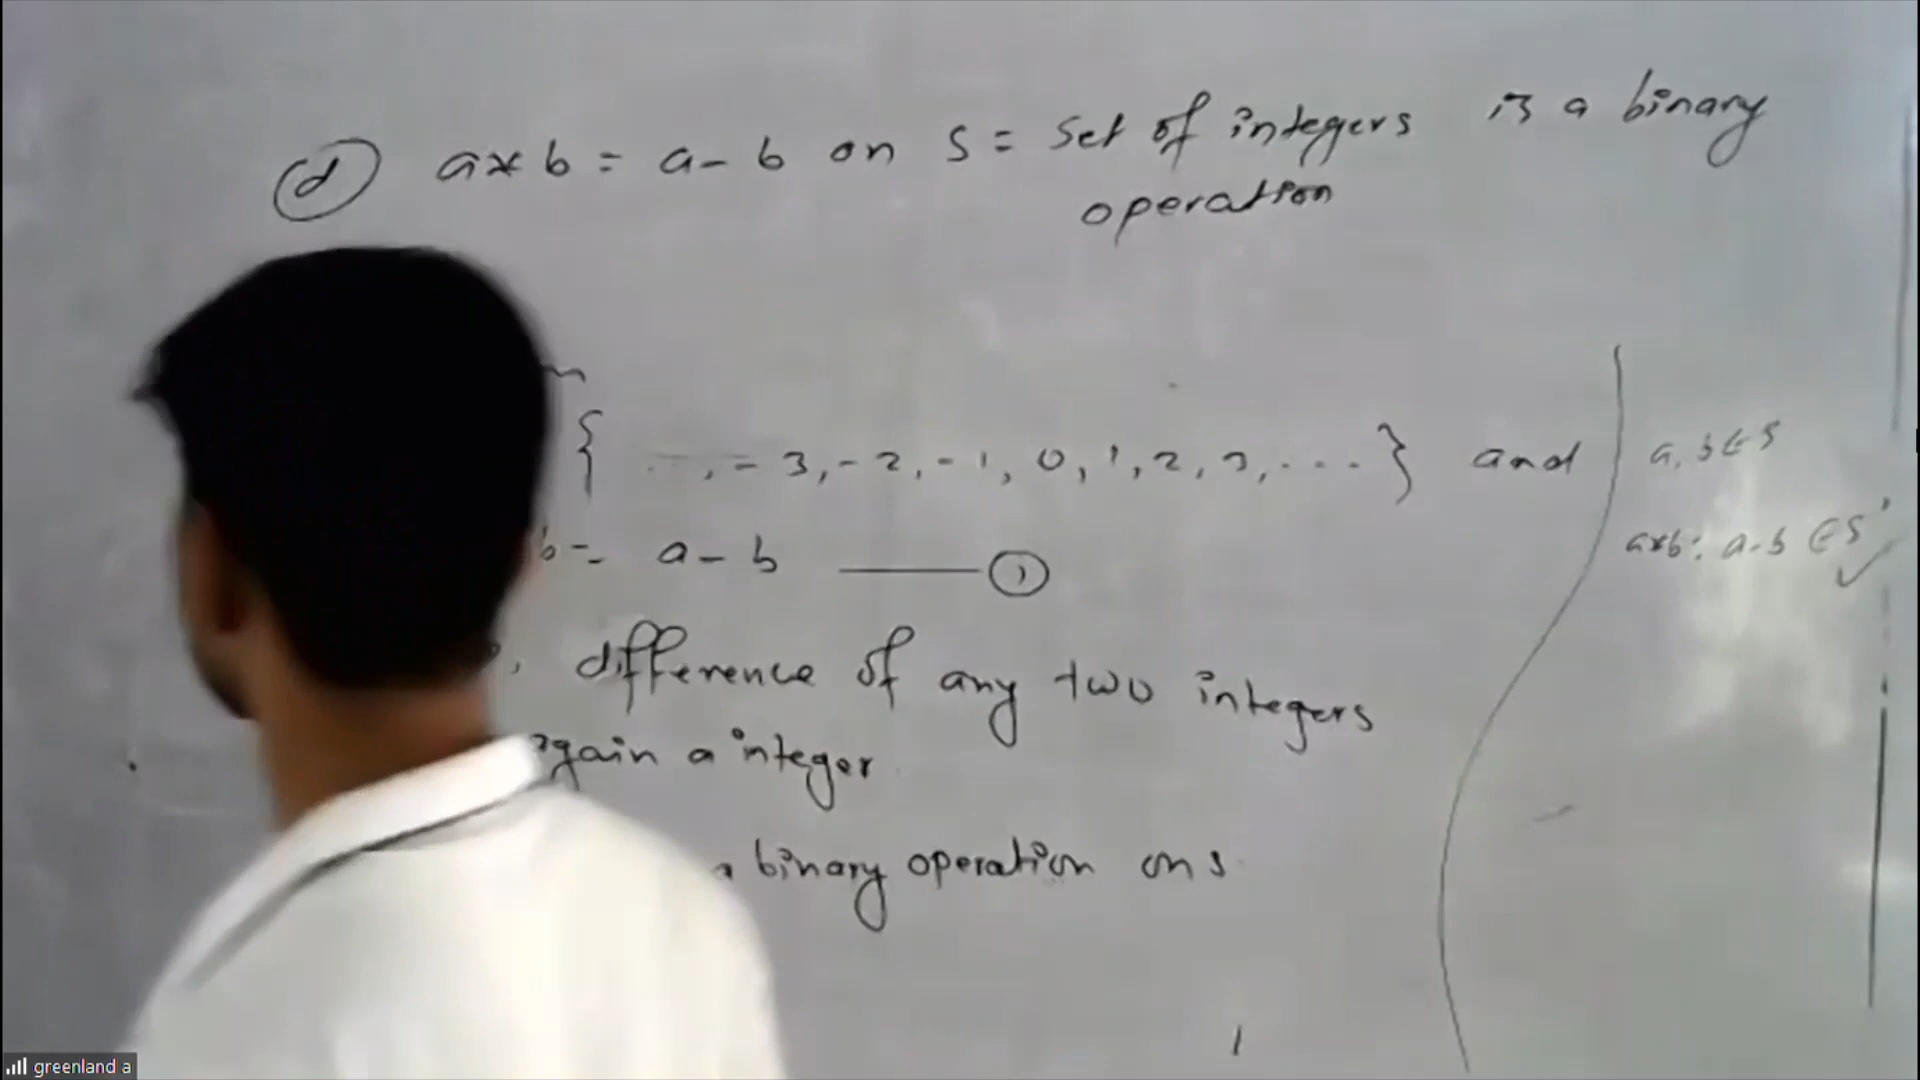 (d) a * b = a - b on S = Set of integers is a binary
operation
{ ..., -3, -2, -1, 0, 1, 2, 3, ... } and
b = a - b —— (1)
difference of any two integers
again a integer
a binary operation on S
a, b ∈ S
a*b: a-b ∈ S ✓
greenland a